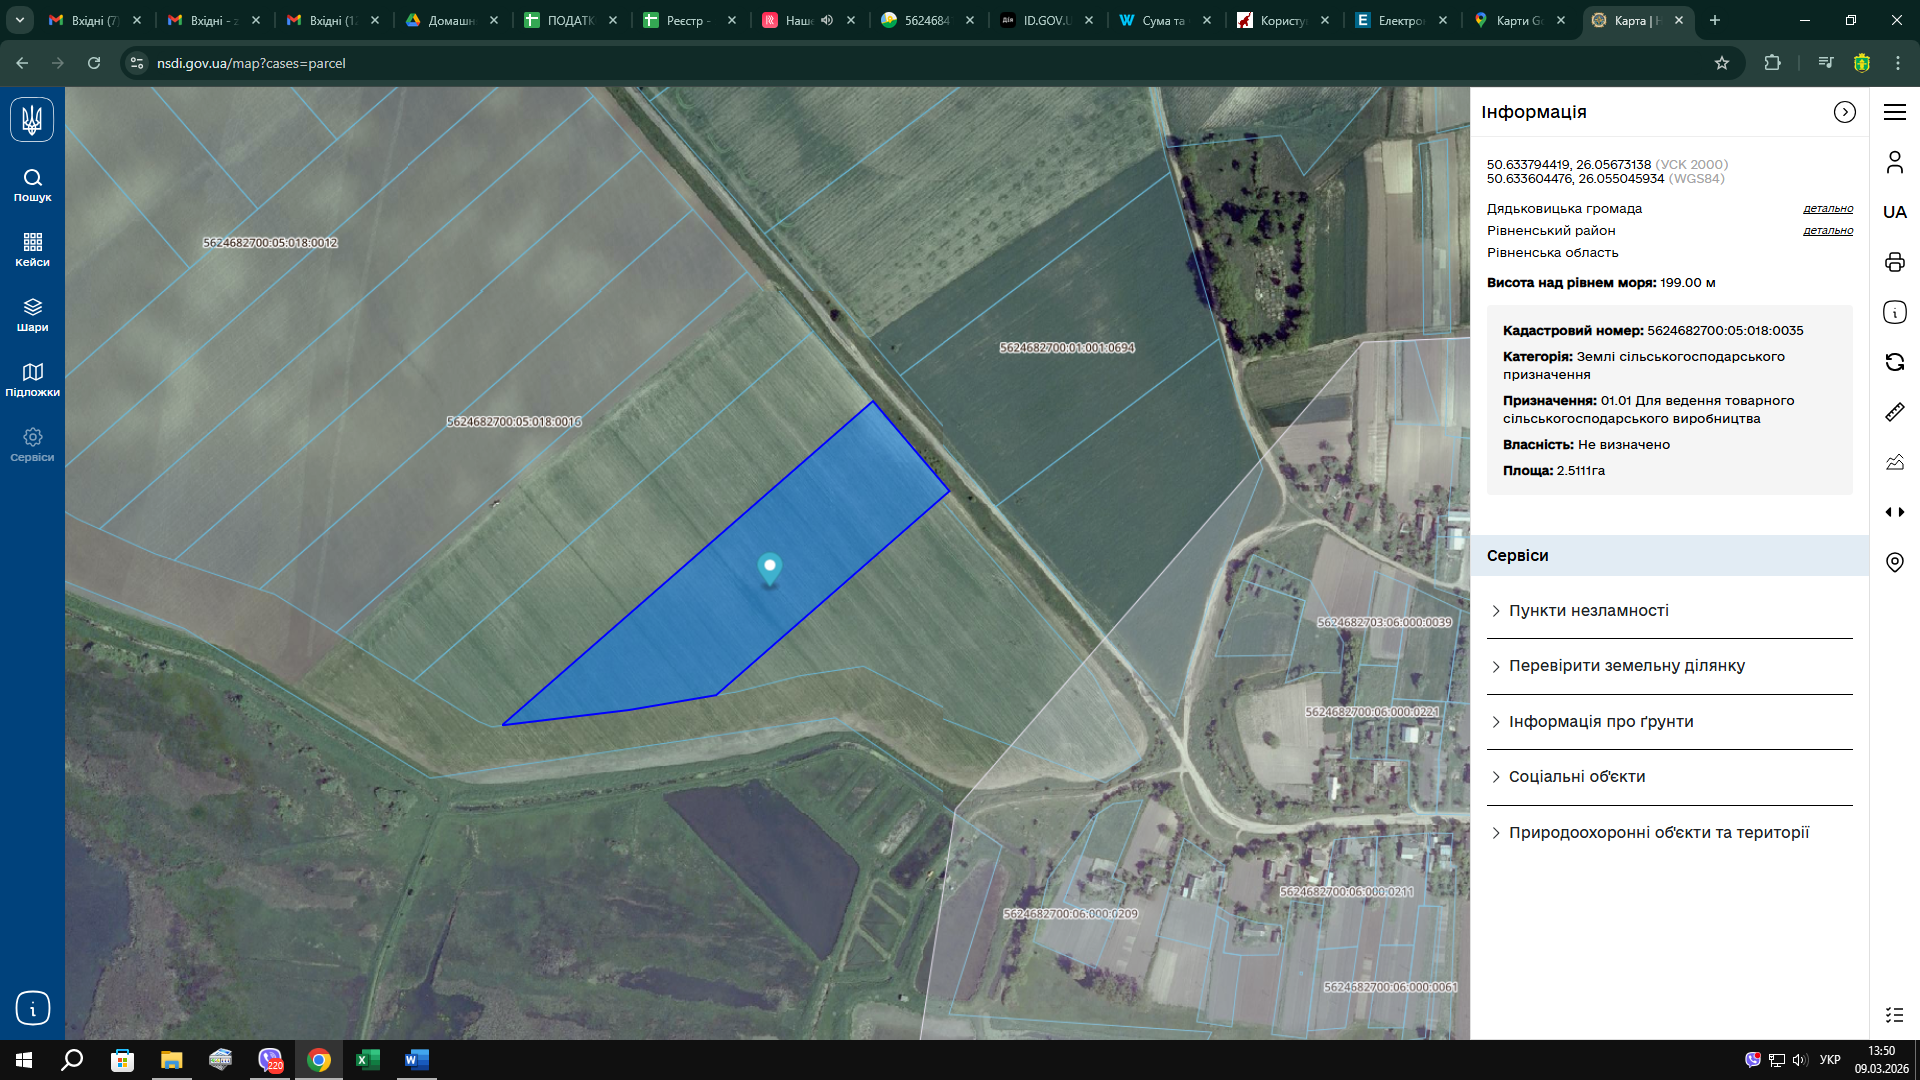 Вхідні (7)
Вхідні -
Вхідні (1
Домашн
ПОДАТК
Реєстр -
Наше
5624684
ID.GOV.U
Сума та
Користу
Електро
Карти G
Карта | Н
nsdi.gov.ua/map?cases=parcel
Пошук
Кейси
Шари
Підложки
Сервіси
5624682700:05:018:0012
5624682700:05:018:0016
5624682700:01:001:0694
5624682703:06:000:0039
5624682700:06:000:0221
5624682700:06:000:0211
5624682700:06:000:0209
5624682700:06:000:0061
Інформація
50.633794419, 26.05673138 (УСК 2000)
50.633604476, 26.055045934 (WGS84)
Дядьковицька громада детально
Рівненський район детально
Рівненська область
Висота над рівнем моря: 199.00 м
Кадастровий номер: 5624682700:05:018:0035
Категорія: Землі сільськогосподарського
призначення
Призначення: 01.01 Для ведення товарного
сільськогосподарського виробництва
Власність: Не визначено
Площа: 2.5111га
Сервіси
Пункти незламності
Перевірити земельну ділянку
Інформація про ґрунти
Соціальні об'єкти
Природоохоронні об'єкти та території
UA
220
УКР
13:50
09.03.2026